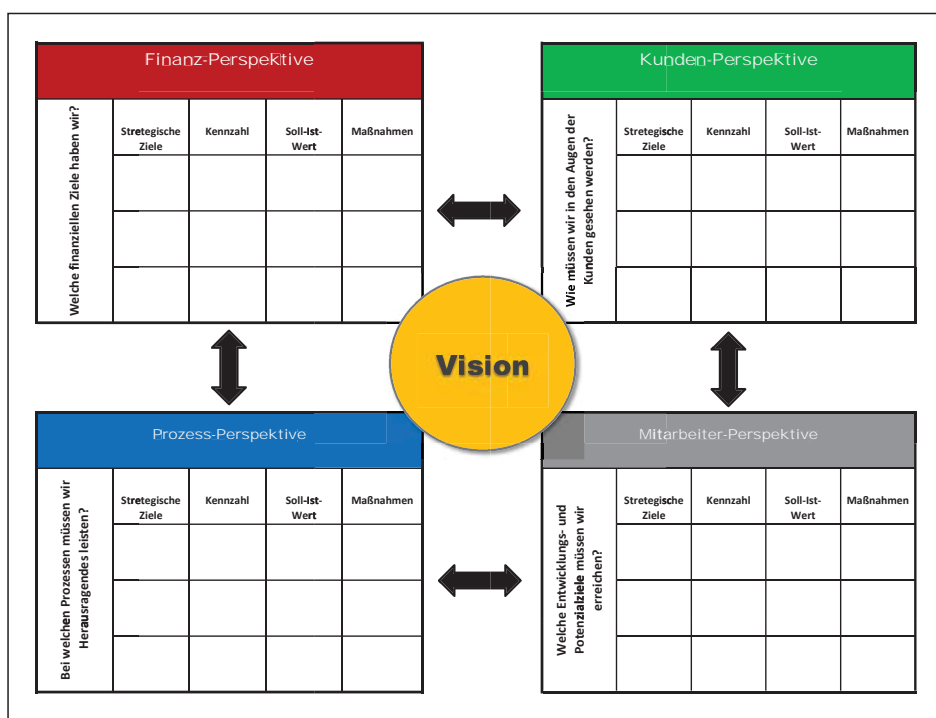 Finanz-Perspektive
Welche finanziellen Ziele haben wir?
Stretegische
Ziele
Kennzahl
Soll-Ist-
Wert
Maßnahmen
Kunden-Perspektive
Wie müssen wir in den Augen der
Kunden gesehen werden?
Stretegische
Ziele
Kennzahl
Soll-Ist-
Wert
Maßnahmen
Vision
Prozess-Perspektive
Bei welchen Prozessen müssen wir
Herausragendes leisten?
Stretegische
Ziele
Kennzahl
Soll-Ist-
Wert
Maßnahmen
Mitarbeiter-Perspektive
Welche Entwicklungs- und
Potenzialziele müssen wir
erreichen?
Stretegische
Ziele
Kennzahl
Soll-Ist-
Wert
Maßnahmen